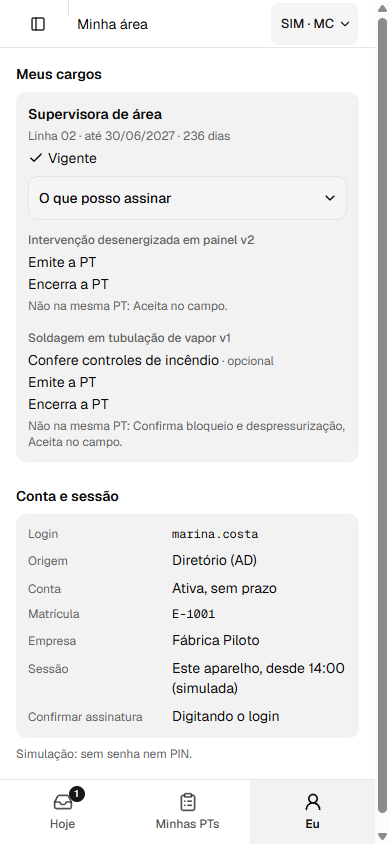 Minha área
SIM · MC
Meus cargos
Supervisora de área
Linha 02 · até 30/06/2027 · 236 dias
Vigente
O que posso assinar
Intervenção desenergizada em painel v2
Emite a PT
Encerra a PT
Não na mesma PT: Aceita no campo.
Soldagem em tubulação de vapor v1
Confere controles de incêndio · opcional
Emite a PT
Encerra a PT
Não na mesma PT: Confirma bloqueio e despressurização,
Aceita no campo.
Conta e sessão
Login marina.costa
Origem Diretório (AD)
Conta Ativa, sem prazo
Matrícula E-1001
Empresa Fábrica Piloto
Sessão Este aparelho, desde 14:00
(simulada)
Confirmar assinatura Digitando o login
Simulação: sem senha nem PIN.
1
Hoje Minhas PTs Eu